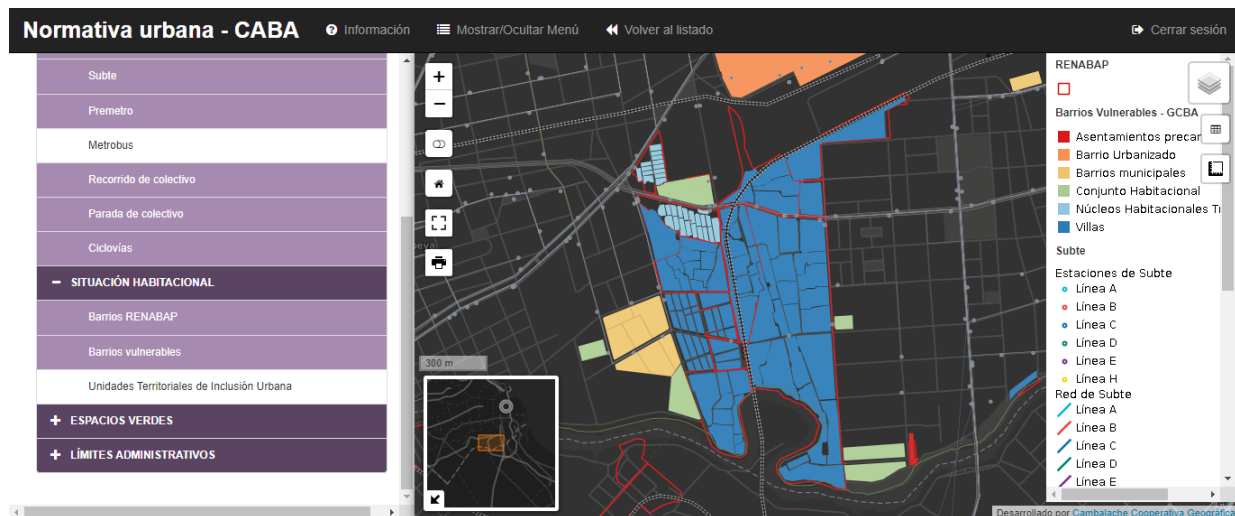 Normativa urbana - CABA
Información
Mostrar/Ocultar Menú
Volver al listado
Cerrar sesión
Subte
Premetro
Metrobus
Recorrido de colectivo
Parada de colectivo
Ciclovías
SITUACIÓN HABITACIONAL
Barrios RENABAP
Barrios vulnerables
Unidades Territoriales de Inclusión Urbana
ESPACIOS VERDES
LÍMITES ADMINISTRATIVOS
+
−
300 m
RENABAP
Barrios Vulnerables - GCBA
Asentamientos precar
Barrio Urbanizado
Barrios municipales
Conjunto Habitacional
Núcleos Habitacionales Tr
Villas
Subte
Estaciones de Subte
Línea A
Línea B
Línea C
Línea D
Línea E
Línea H
Red de Subte
Línea A
Línea B
Línea C
Línea D
Línea E
Desarrollado por Cambalache Cooperativa Geográfica